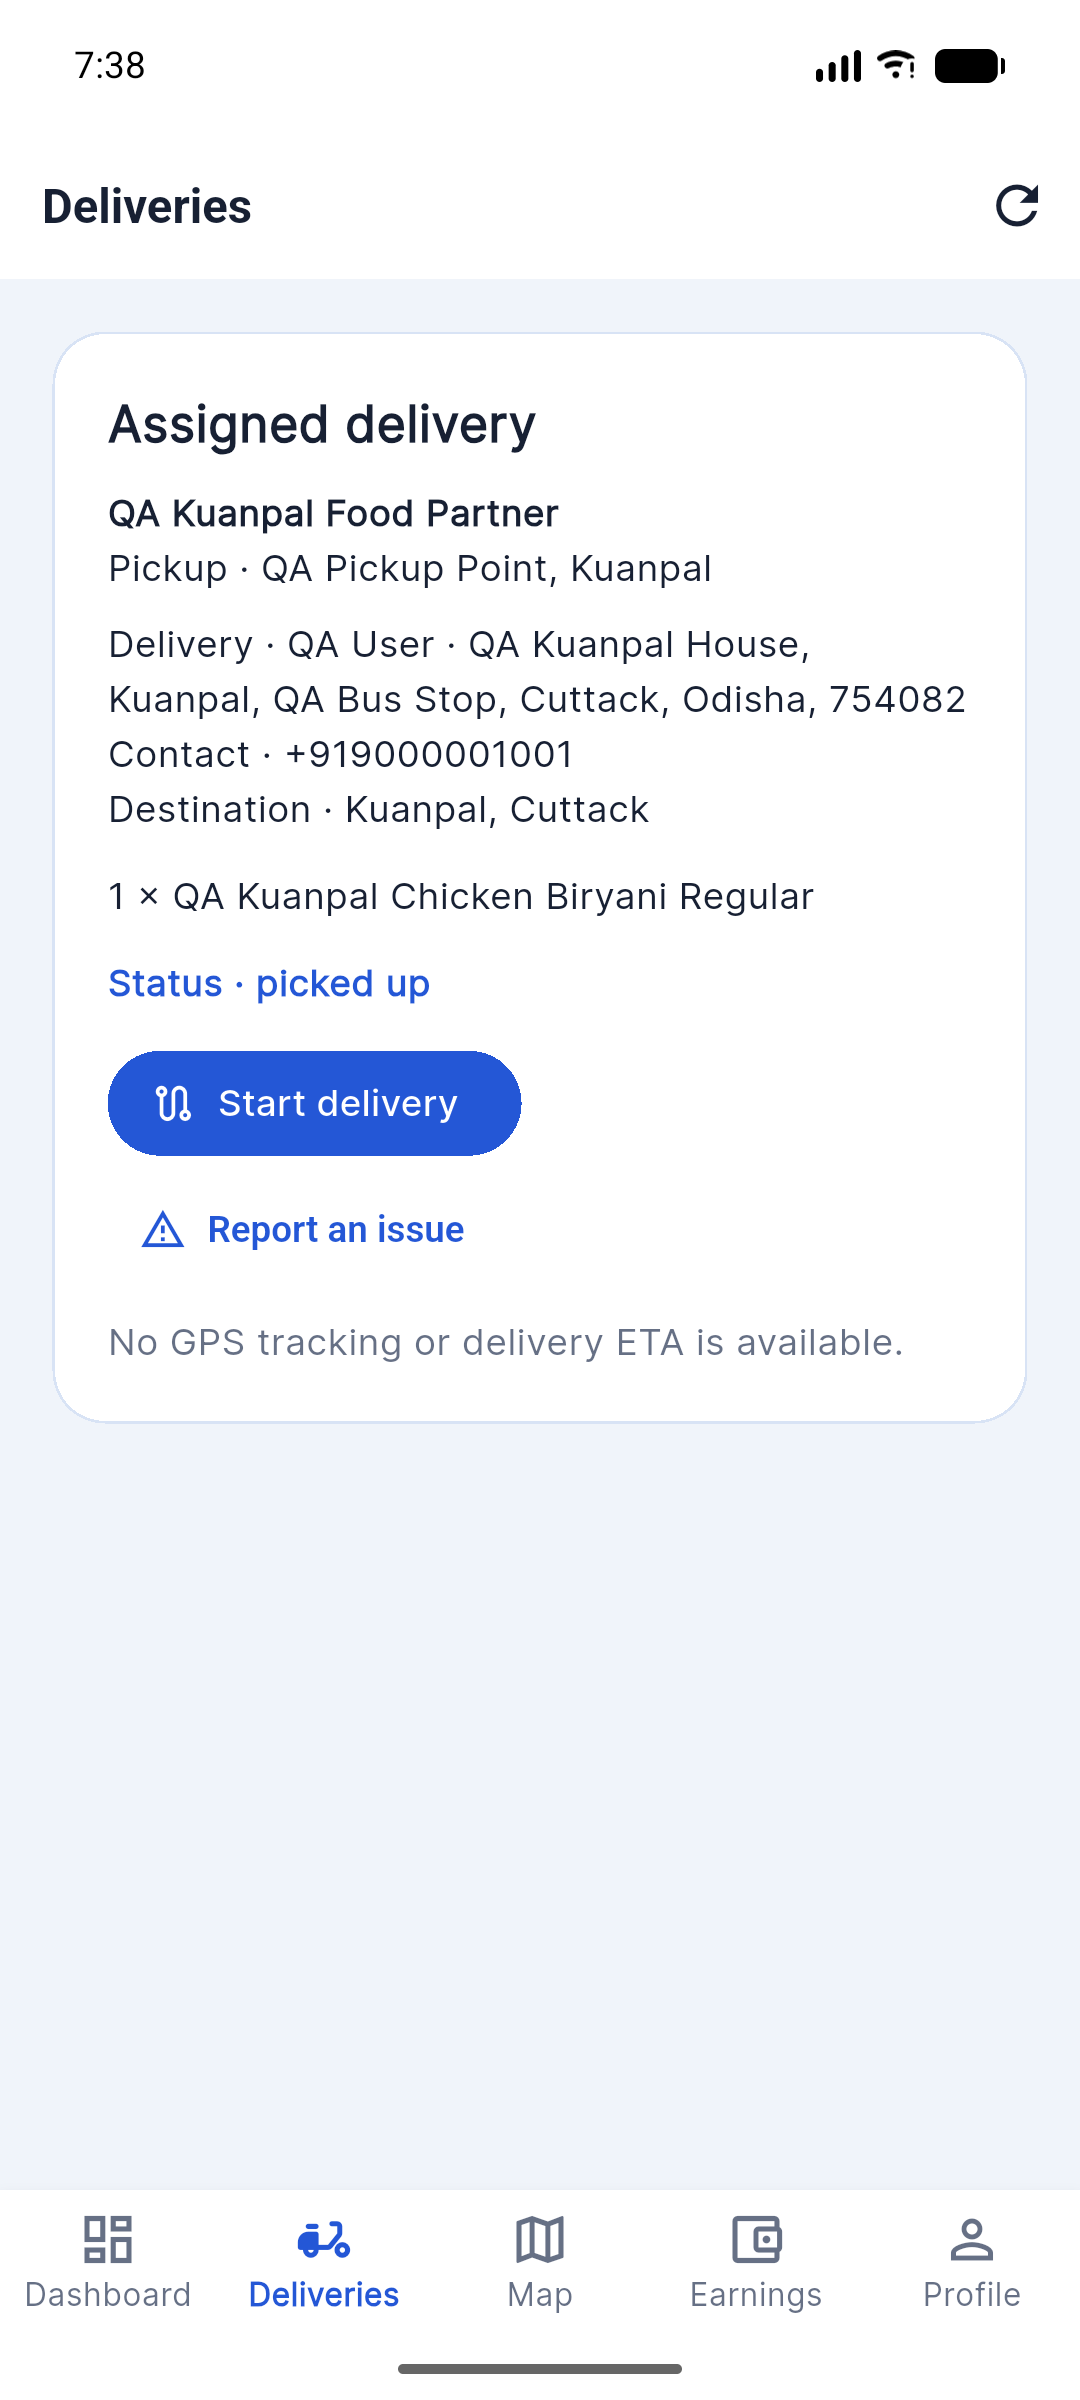 7:38
Deliveries
Assigned delivery
QA Kuanpal Food Partner
Pickup · QA Pickup Point, Kuanpal
Delivery · QA User · QA Kuanpal House,
Kuanpal, QA Bus Stop, Cuttack, Odisha, 754082
Contact · +919000001001
Destination · Kuanpal, Cuttack
1 × QA Kuanpal Chicken Biryani Regular
Status · picked up
Start delivery
Report an issue
No GPS tracking or delivery ETA is available.
Dashboard
Deliveries
Map
Earnings
Profile